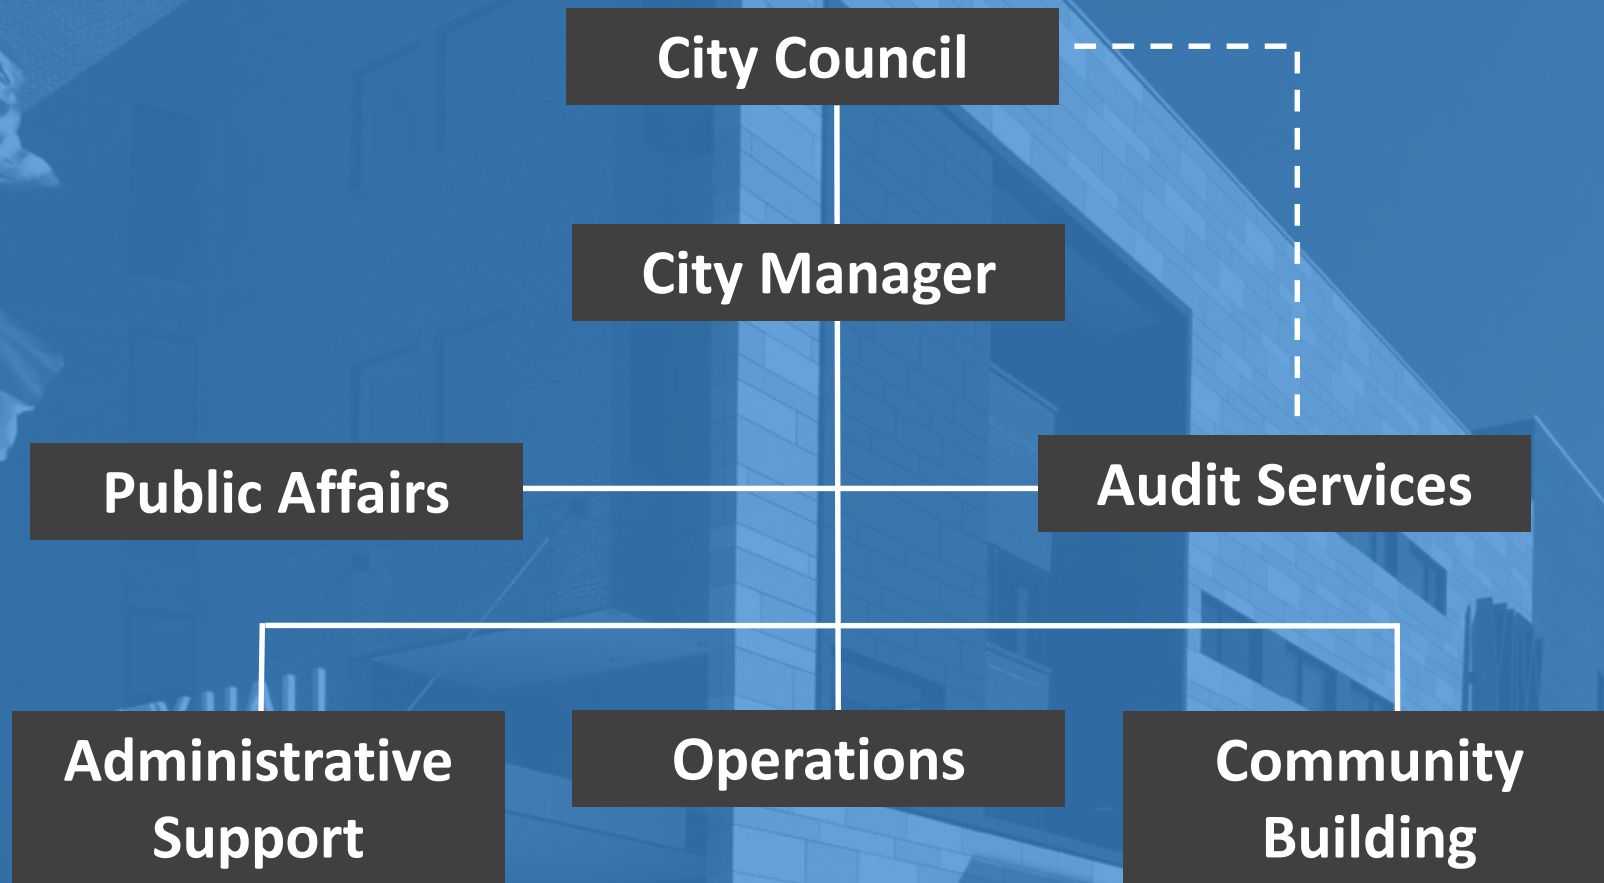 City Council
City Manager
Public Affairs
Audit Services
Administrative
Support
Operations
Community
Building